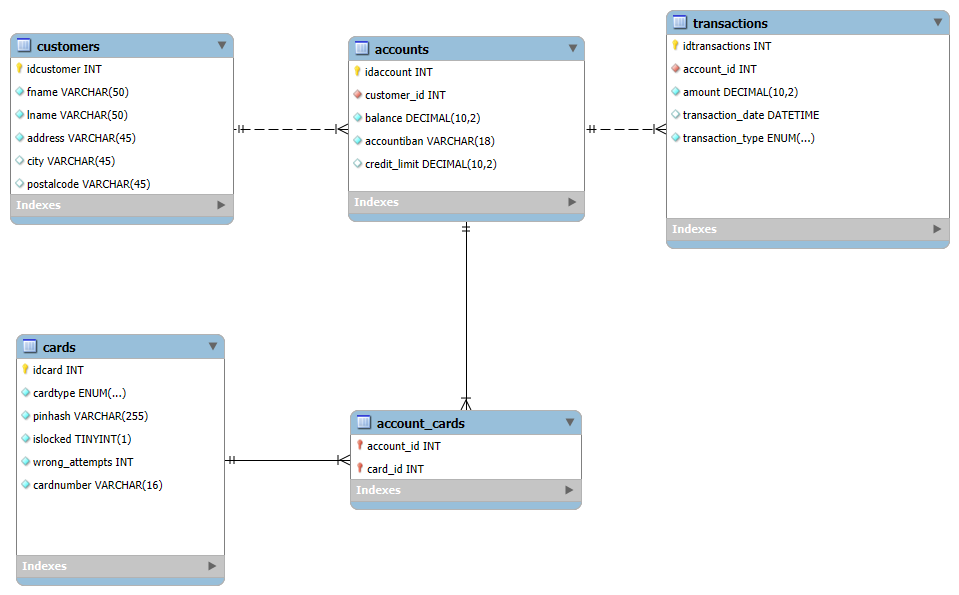 customers
idcustomer INT
fname VARCHAR(50)
lname VARCHAR(50)
address VARCHAR(45)
city VARCHAR(45)
postalcode VARCHAR(45)
Indexes
accounts
idaccount INT
customer_id INT
balance DECIMAL(10,2)
accountiban VARCHAR(18)
credit_limit DECIMAL(10,2)
Indexes
transactions
idtransactions INT
account_id INT
amount DECIMAL(10,2)
transaction_date DATETIME
transaction_type ENUM(...)
Indexes
cards
idcard INT
cardtype ENUM(...)
pinhash VARCHAR(255)
islocked TINYINT(1)
wrong_attempts INT
cardnumber VARCHAR(16)
Indexes
account_cards
account_id INT
card_id INT
Indexes